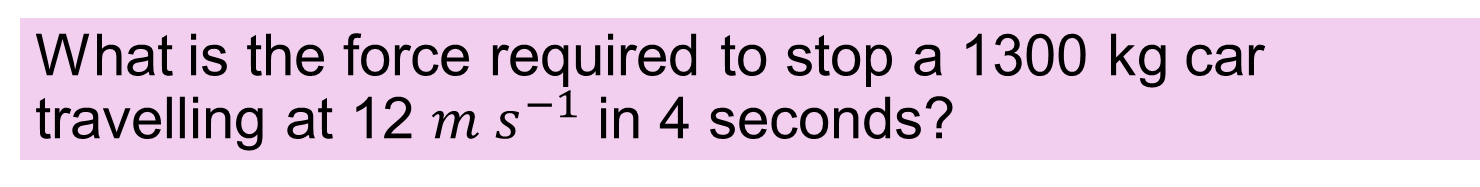 What is the force required to stop a 1300 kg car
travelling at 12 𝑚 𝑠⁻¹ in 4 seconds?